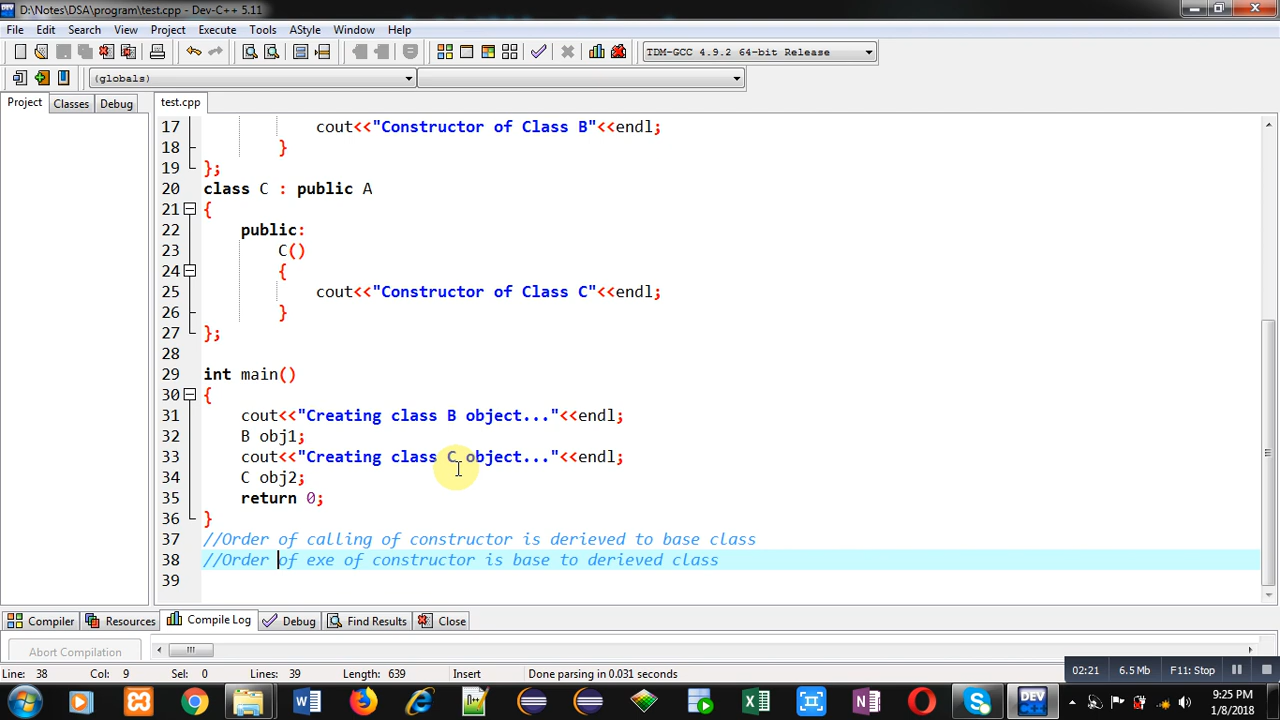 D:\Notes\DSA\program\test.cpp - Dev-C++ 5.11
File Edit Search View Project Execute Tools AStyle Window Help
TDM-GCC 4.9.2 64-bit Release
(globals)
Project Classes Debug test.cpp
17 cout<<"Constructor of Class B"<<endl;
18 }
19 };
20 class C : public A
21 {
22 public:
23 C()
24 {
25 cout<<"Constructor of Class C"<<endl;
26 }
27 };
28
29 int main()
30 {
31 cout<<"Creating class B object..."<<endl;
32 B obj1;
33 cout<<"Creating class C object..."<<endl;
34 C obj2;
35 return 0;
36 }
37 //Order of calling of constructor is derieved to base class
38 //Order of exe of constructor is base to derieved class
39
Compiler Resources Compile Log Debug Find Results Close
Abort Compilation
Line: 38 Col: 9 Sel: 0 Lines: 39 Length: 639 Insert Done parsing in 0.031 seconds
02:21 6.5 Mb F11: Stop
DEV
9:25 PM
1/8/2018